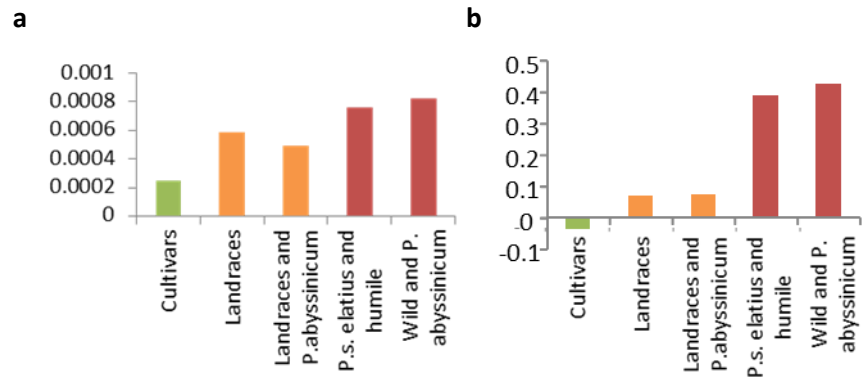 a
0.001
0.0008
0.0006
0.0004
0.0002
0
Cultivars
Landraces
Landraces and
P.abyssinicum
P.s. elatius and
humile
Wild and P.
abyssinicum
b
0.5
0.4
0.3
0.2
0.1
0
-0.1
Cultivars
Landraces
Landraces and
P.abyssinicum
P.s. elatius and
humile
Wild and P.
abyssinicum